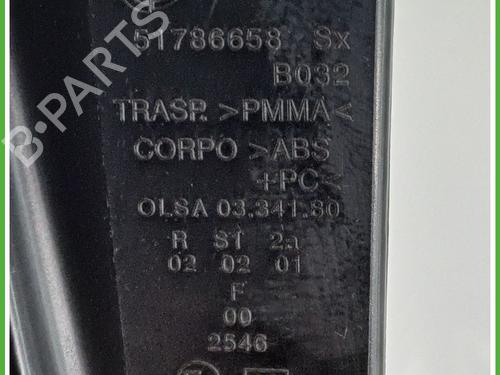 51786658 Sx
B032
TRASP. >PMMA<
CORPO >ABS
+PC<
OLSA 03.341.80
R S1 2a
02 02 01
F
00
2546
B-PARTS